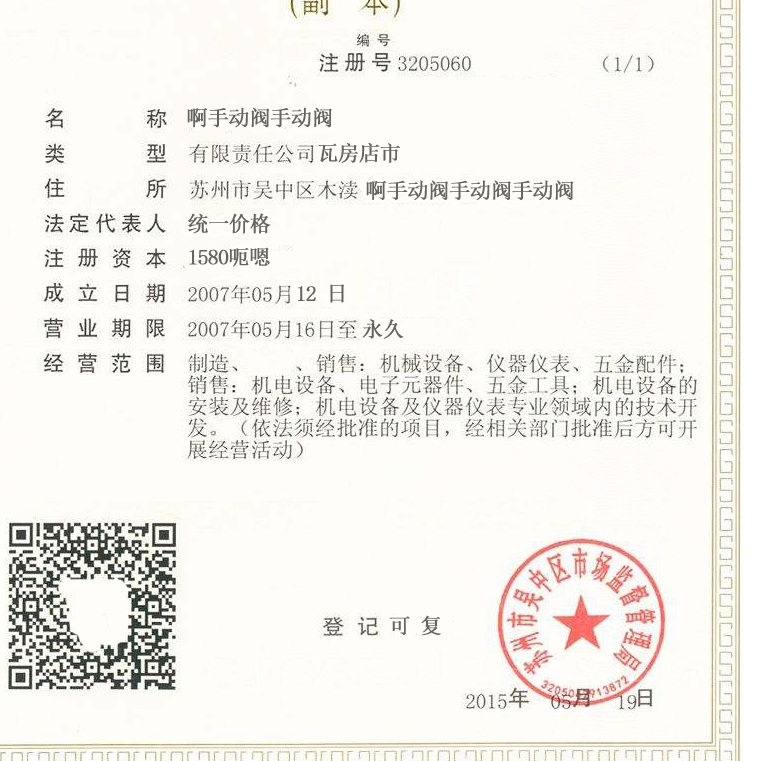 (副 本)
编号
注册号3205060 (1/1)
名 称 啊手动阀手动阀
类 型 有限责任公司瓦房店市
住 所 苏州市吴中区木渎 啊手动阀手动阀手动阀
法定代表人 统一价格
注册资本 1580呃嗯
成立日期 2007年05月12 日
营业期限 2007年05月16日至 永久
经营范围 制造、 、销售：机械设备、仪器仪表、五金配件；
销售：机电设备、电子元器件、五金工具；机电设备的
安装及维修；机电设备及仪器仪表专业领域内的技术开
发。（依法须经批准的项目，经相关部门批准后方可开
展经营活动）
登记可复
苏州市吴中区市场监督管理局
2015年 05月 19日